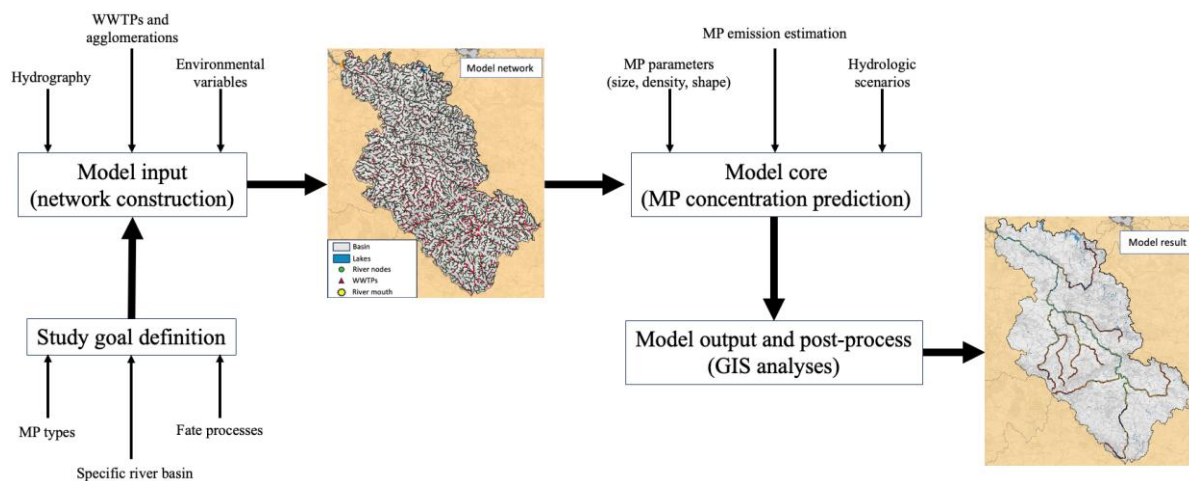 WWTPs and
agglomerations
Hydrography
Environmental
variables
Model input
(network construction)
Study goal definition
MP types
Specific river basin
Fate processes
Model network
Basin
Lakes
River nodes
WWTPs
River mouth
MP emission estimation
MP parameters
(size, density, shape)
Hydrologic
scenarios
Model core
(MP concentration prediction)
Model output and post-process
(GIS analyses)
Model result